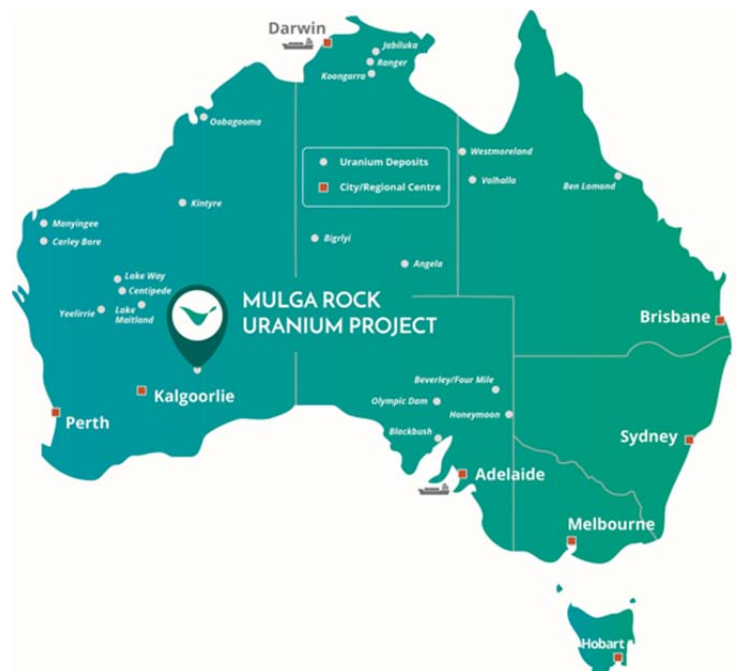 Darwin
Jabiluka
Ranger
Koongarra
Oobagooma
Uranium Deposits
City/Regional Centre
Westmoreland
Valhalla
Ben Lomond
Kintyre
Manyingee
Carley Bore
Bigrlyi
Angela
Lake Way
Centipede
Yeelirrie
Lake
Maitland
MULGA ROCK
URANIUM PROJECT
Brisbane
Beverley/Four Mile
Kalgoorlie
Olympic Dam
Honeymoon
Perth
Blackbush
Sydney
Adelaide
Melbourne
Hobart